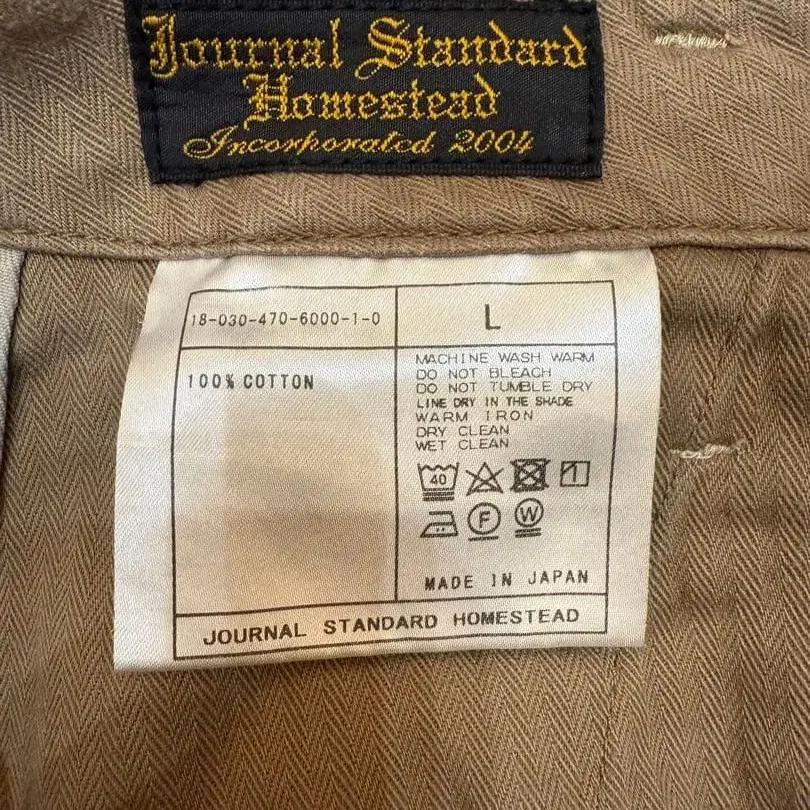 Journal Standard
Homestead
Incorporated 2004
18-030-470-6000-1-0
L
100% COTTON
MACHINE WASH WARM
DO NOT BLEACH
DO NOT TUMBLE DRY
LINE DRY IN THE SHADE
WARM IRON
DRY CLEAN
WET CLEAN
40
F
W
MADE IN JAPAN
JOURNAL STANDARD HOMESTEAD